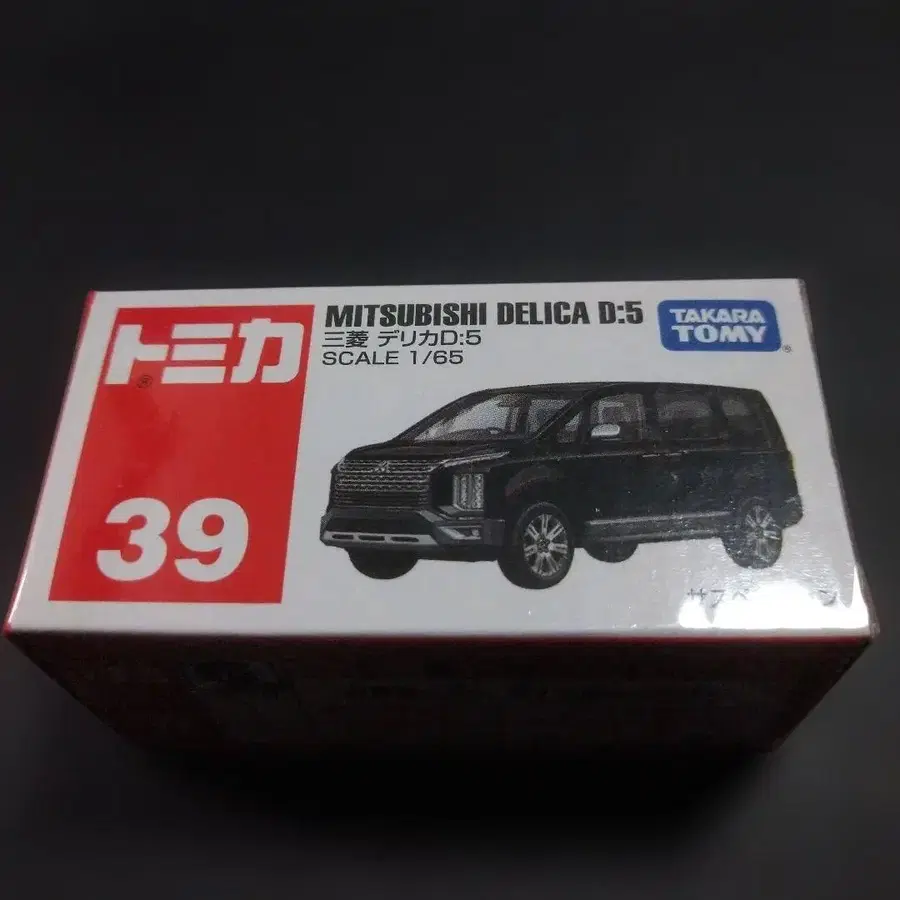 トミカ
®
39
MITSUBISHI DELICA D:5
三菱 デリカD:5
SCALE 1/65
TAKARA
TOMY
®